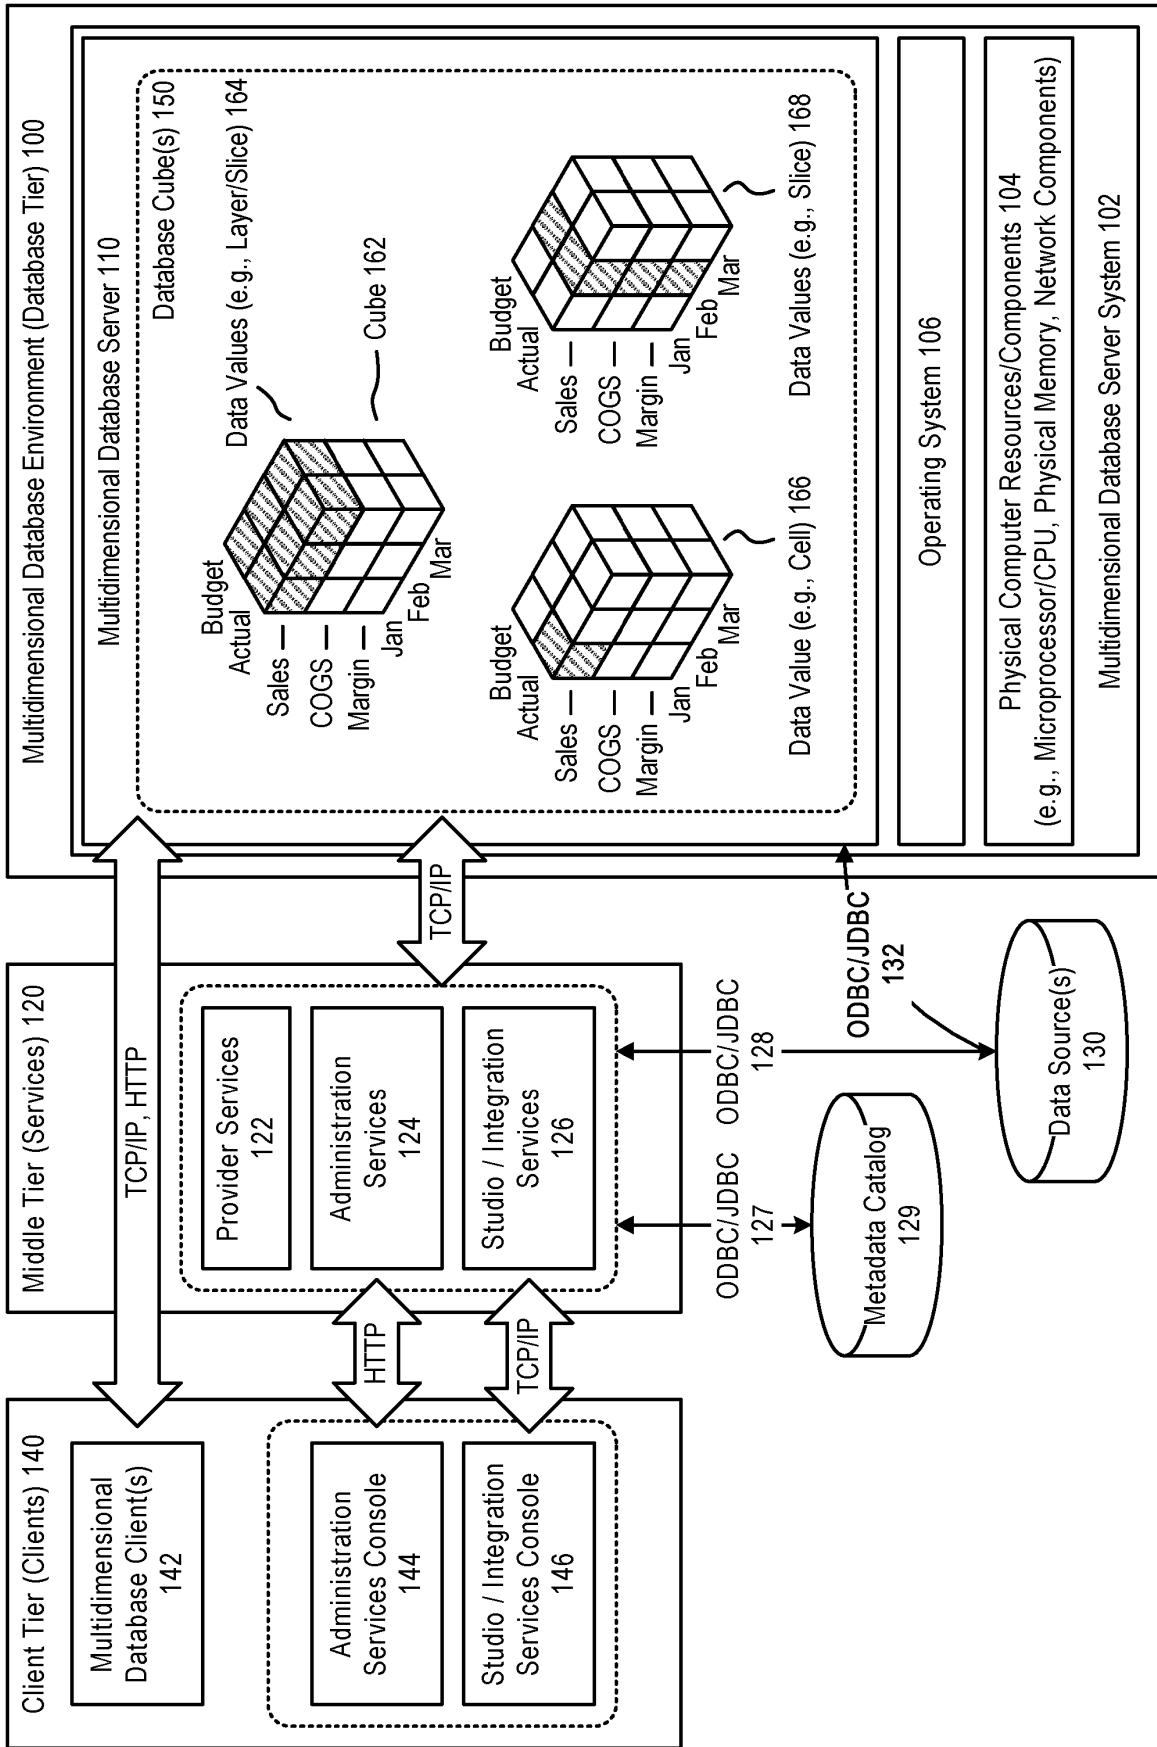 Client Tier (Clients) 140
Multidimensional
Database Client(s)
142
Administration
Services Console
144
Studio / Integration
Services Console
146
TCP/IP, HTTP
HTTP
TCP/IP
Middle Tier (Services) 120
Provider Services
122
Administration
Services
124
Studio / Integration
Services
126
TCP/IP
ODBC/JDBC
127
ODBC/JDBC
128
Metadata Catalog
129
ODBC/JDBC
132
Data Source(s)
130
Multidimensional Database Environment (Database Tier) 100
Multidimensional Database Server 110
Database Cube(s) 150
Data Values (e.g., Layer/Slice) 164
Cube 162
Budget
Actual
Sales
COGS
Margin
Jan
Feb
Mar
Budget
Actual
Sales
COGS
Margin
Jan
Feb
Mar
Data Value (e.g., Cell) 166
Budget
Actual
Sales
COGS
Margin
Jan
Feb
Mar
Data Values (e.g., Slice) 168
Operating System 106
Physical Computer Resources/Components 104
(e.g., Microprocessor/CPU, Physical Memory, Network Components)
Multidimensional Database Server System 102